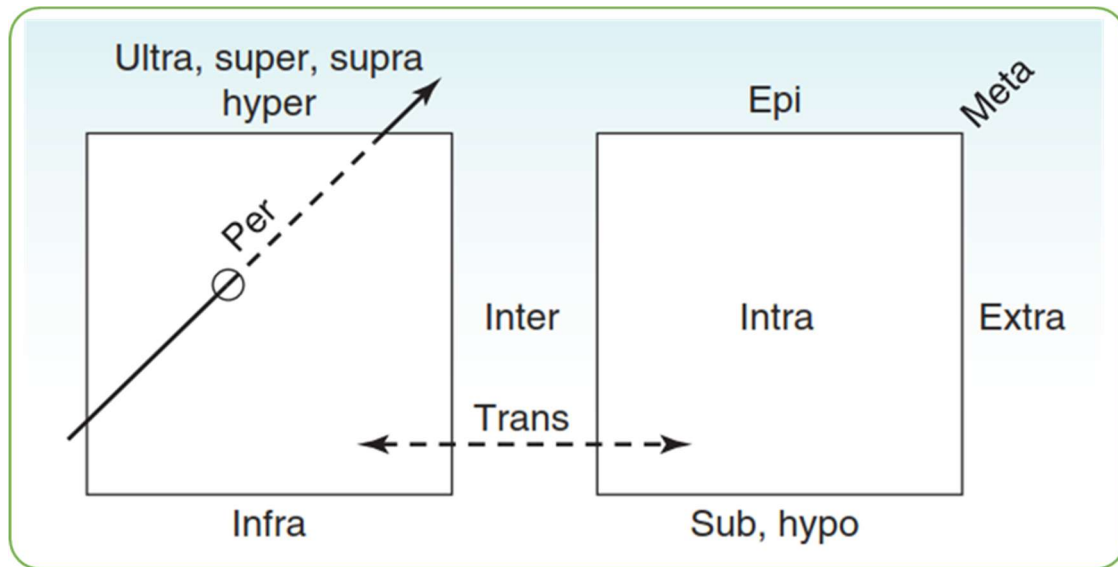 Ultra, super, supra
hyper
Epi
Meta
Per
Inter
Intra
Extra
Trans
Infra
Sub, hypo